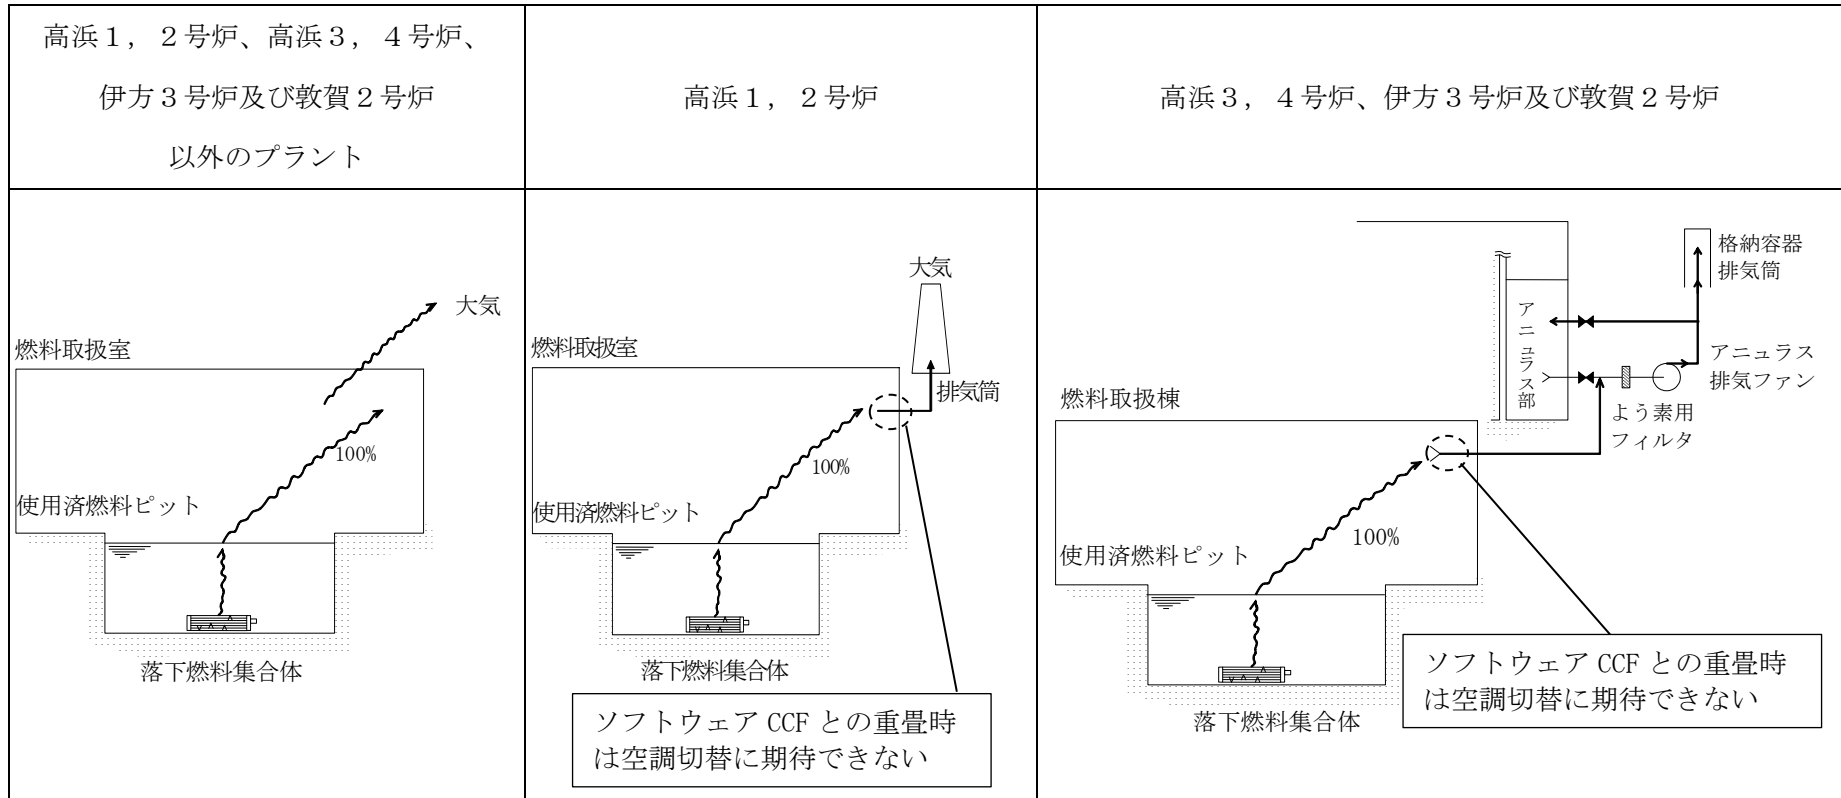 高浜１，２号炉、高浜３，４号炉、
伊方３号炉及び敦賀２号炉
以外のプラント
高浜１，２号炉
高浜３，４号炉、伊方３号炉及び敦賀２号炉
大気
燃料取扱室
100%
使用済燃料ピット
落下燃料集合体
大気
燃料取扱室
排気筒
100%
使用済燃料ピット
落下燃料集合体
ソフトウェア CCF との重畳時
は空調切替に期待できない
格納容器
排気筒
アニュラス部
アニュラス
排気ファン
よう素用
フィルタ
燃料取扱棟
100%
使用済燃料ピット
落下燃料集合体
ソフトウェア CCF との重畳時
は空調切替に期待できない